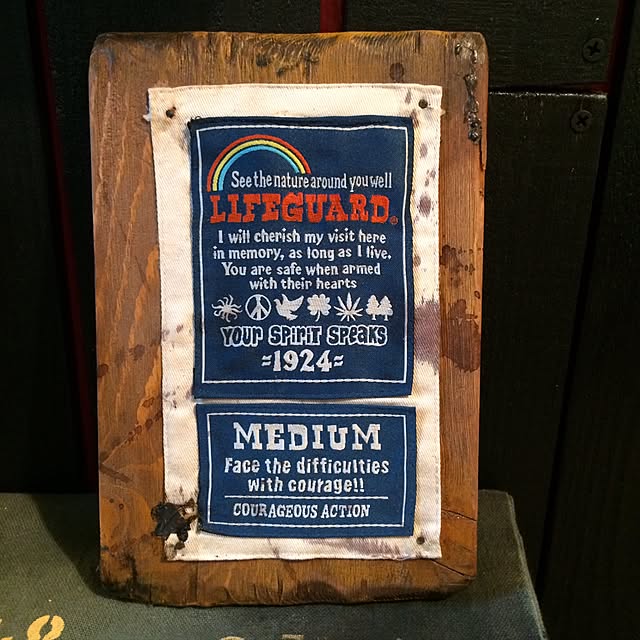 See the nature around you well
LIFEGUARD®
I will cherish my visit here
in memory, as long as I live.
You are safe when armed
with their hearts
YOUR SPIRIT SPEAKS
-1924-
MEDIUM
Face the difficulties
with courage!!
COURAGEOUS ACTION
8